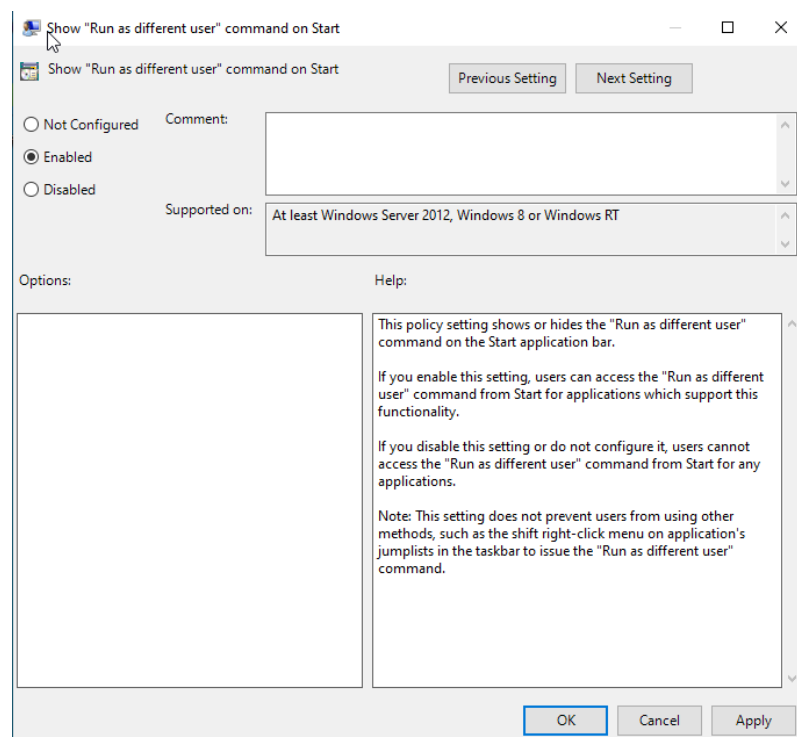 Show "Run as different user" command on Start
Show "Run as different user" command on Start
Previous Setting
Next Setting
Not Configured
Comment:
Enabled
Disabled
Supported on:
At least Windows Server 2012, Windows 8 or Windows RT
Options:
Help:
This policy setting shows or hides the "Run as different user"
command on the Start application bar.
If you enable this setting, users can access the "Run as different
user" command from Start for applications which support this
functionality.
If you disable this setting or do not configure it, users cannot
access the "Run as different user" command from Start for any
applications.
Note: This setting does not prevent users from using other
methods, such as the shift right-click menu on application's
jumplists in the taskbar to issue the "Run as different user"
command.
OK
Cancel
Apply